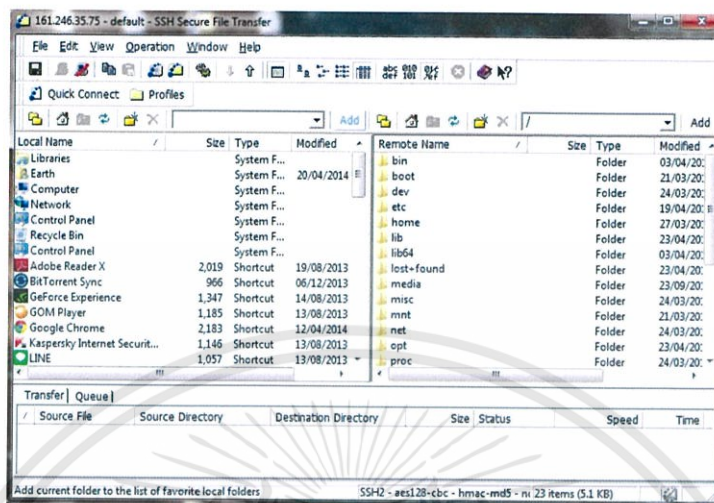 161.246.35.75 - default - SSH Secure File Transfer
File Edit View Operation Window Help
Quick Connect Profiles
Add / Add
Local Name / Size Type Modified
Libraries System F...
Earth System F... 20/04/2014
Computer System F...
Network System F...
Control Panel System F...
Recycle Bin System F...
Control Panel System F...
Adobe Reader X 2,019 Shortcut 19/08/2013
BitTorrent Sync 966 Shortcut 06/12/2013
GeForce Experience 1,347 Shortcut 14/08/2013
GOM Player 1,185 Shortcut 13/08/2013
Google Chrome 2,183 Shortcut 12/04/2014
Kaspersky Internet Securit... 1,146 Shortcut 13/08/2013
LINE 1,057 Shortcut 13/08/2013
Remote Name / Size Type Modified
bin Folder 03/04/20
boot Folder 21/03/20
dev Folder 24/03/20
etc Folder 19/04/20
home Folder 27/03/20
lib Folder 23/04/20
lib64 Folder 03/04/20
lost+found Folder 23/04/20
media Folder 23/09/20
misc Folder 24/03/20
mnt Folder 21/03/20
net Folder 24/03/20
opt Folder 23/04/20
proc Folder 24/03/20
Transfer Queue
/ Source File Source Directory Destination Directory Size Status Speed Time
Add current folder to the list of favorite local folders SSH2 - aes128-cbc - hmac-md5 - 23 items (5.1 KB)